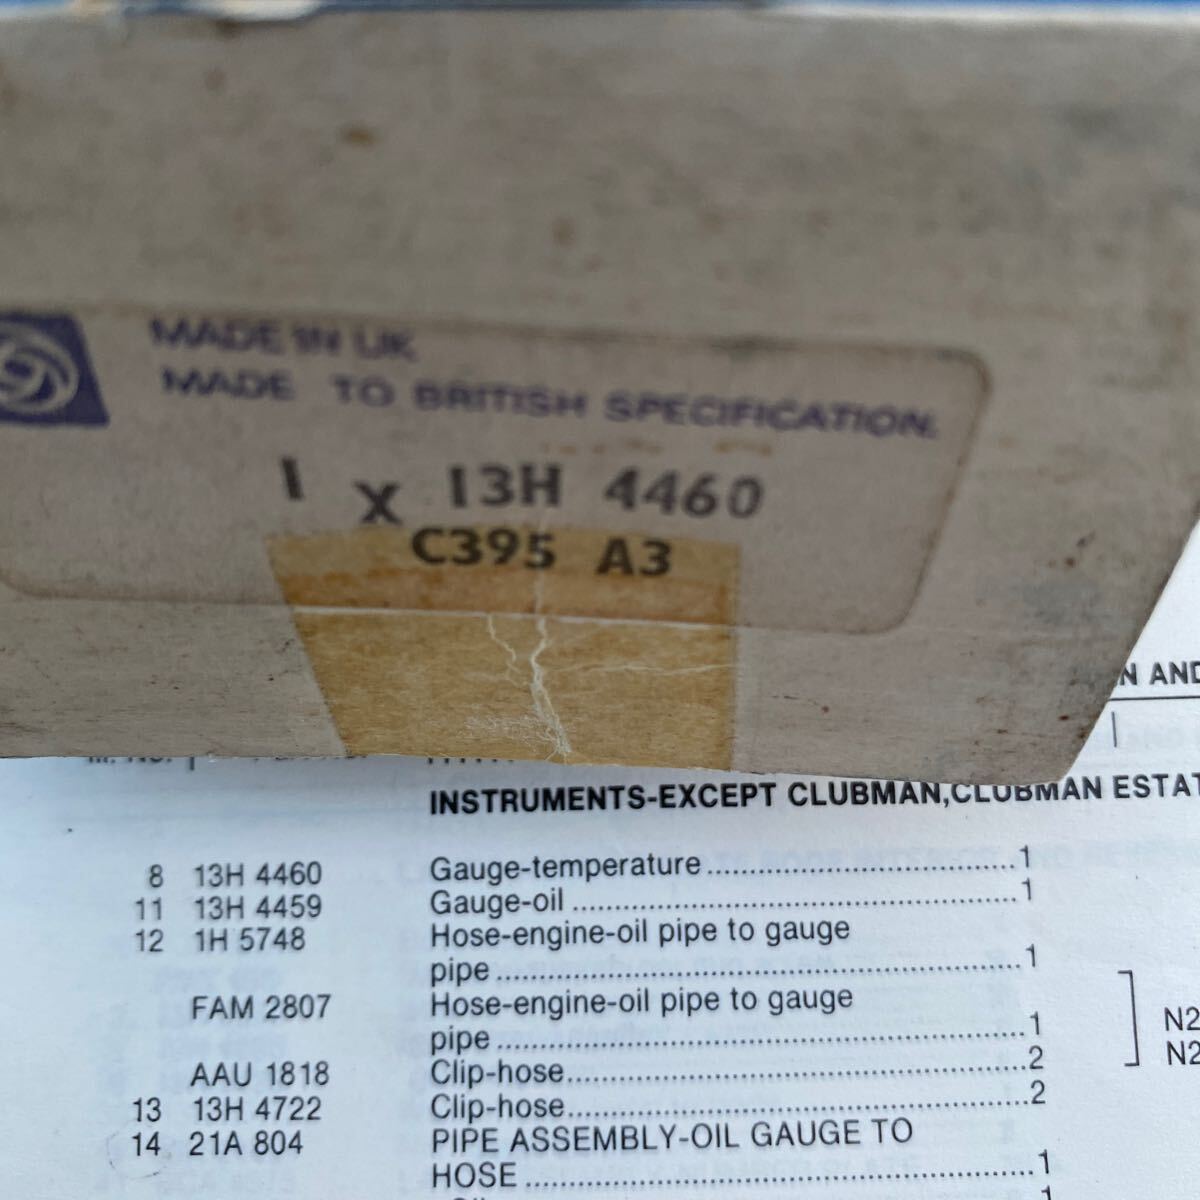 MADE IN UK
MADE TO BRITISH SPECIFICATION.
1 X 13H 4460
C395 A3
N AND
INSTRUMENTS-EXCEPT CLUBMAN,CLUBMAN ESTAT
8 13H 4460 Gauge-temperature 1
11 13H 4459 Gauge-oil 1
12 1H 5748 Hose-engine-oil pipe to gauge
pipe 1
FAM 2807 Hose-engine-oil pipe to gauge
pipe 1 N2
AAU 1818 Clip-hose 2 N2
13 13H 4722 Clip-hose 2
14 21A 804 PIPE ASSEMBLY-OIL GAUGE TO
HOSE 1
1